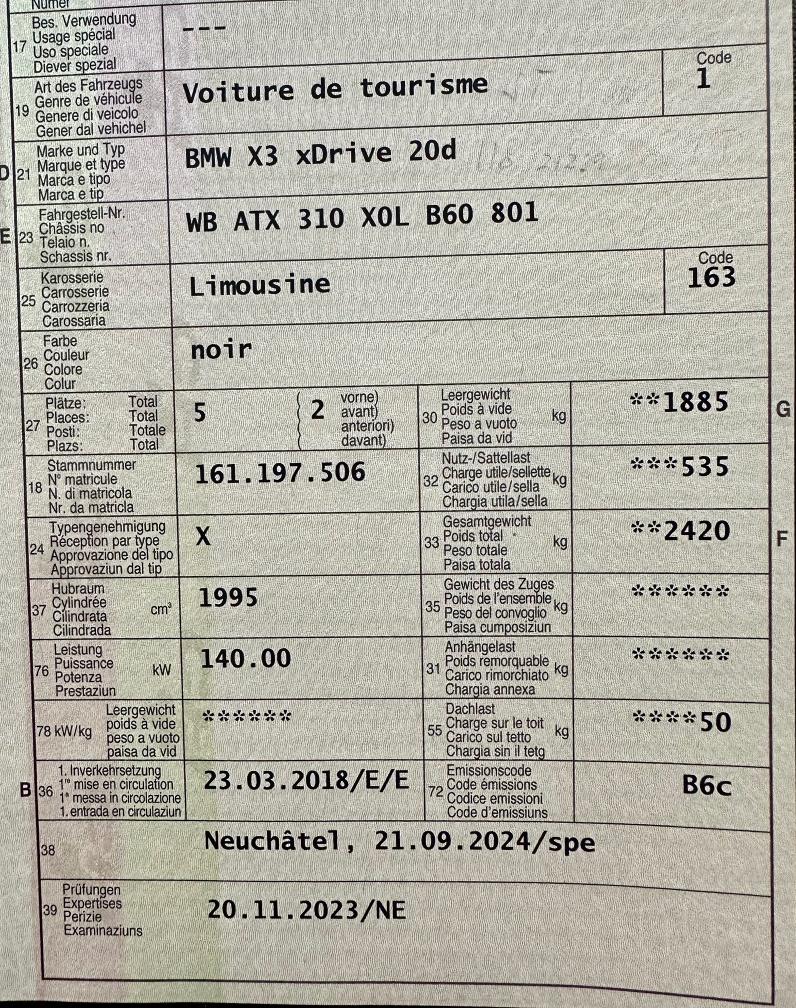 Numer
17 Bes. Verwendung
Usage spécial
Uso speciale
Diever spezial
---
19 Art des Fahrzeugs
Genre de véhicule
Genere di veicolo
Gener dal vehichel
Voiture de tourisme
Code
1
D 21 Marke und Typ
Marque et type
Marca e tipo
Marca e tip
BMW X3 xDrive 20d
E 23 Fahrgestell-Nr.
Châssis no
Telaio n.
Schassis nr.
WB ATX 310 X0L B60 801
25 Karosserie
Carrosserie
Carrozzeria
Carossaria
Limousine
Code
163
26 Farbe
Couleur
Colore
Colur
noir
27 Plätze: Total
Places: Total
Posti: Totale
Plazs: Total
5
( 2 vorne)
avant)
anteriori)
davant)
30 Leergewicht
Poids à vide
Peso a vuoto
Paisa da vid
kg
**1885
G
18 Stammnummer
N° matricule
N. di matricola
Nr. da matricla
161.197.506
32 Nutz-/Sattellast
Charge utile/sellette
Carico utile/sella
Chargia utila/sella
kg
***535
24 Typengenehmigung
Réception par type
Approvazione del tipo
Approvaziun dal tip
X
33 Gesamtgewicht
Poids total
Peso totale
Paisa totala
kg
**2420
F
37 Hubraum
Cylindrée
Cilindrata
Cilindrada
cm³
1995
35 Gewicht des Zuges
Poids de l'ensemble
Peso del convoglio
Paisa cumposiziun
kg
******
76 Leistung
Puissance
Potenza
Prestaziun
kW
140.00
31 Anhängelast
Poids remorquable
Carico rimorchiato
Chargia annexa
kg
******
78 kW/kg Leergewicht
poids à vide
peso a vuoto
paisa da vid
******
55 Dachlast
Charge sur le toit
Carico sul tetto
Chargia sin il tetg
kg
****50
B 36 1. Inverkehrsetzung
1re mise en circulation
1a messa in circolazione
1. entrada en circulaziun
23.03.2018/E/E
72 Emissionscode
Code émissions
Codice emissioni
Code d'emissiuns
B6c
38
Neuchâtel, 21.09.2024/spe
39 Prüfungen
Expertises
Perizie
Examinaziuns
20.11.2023/NE